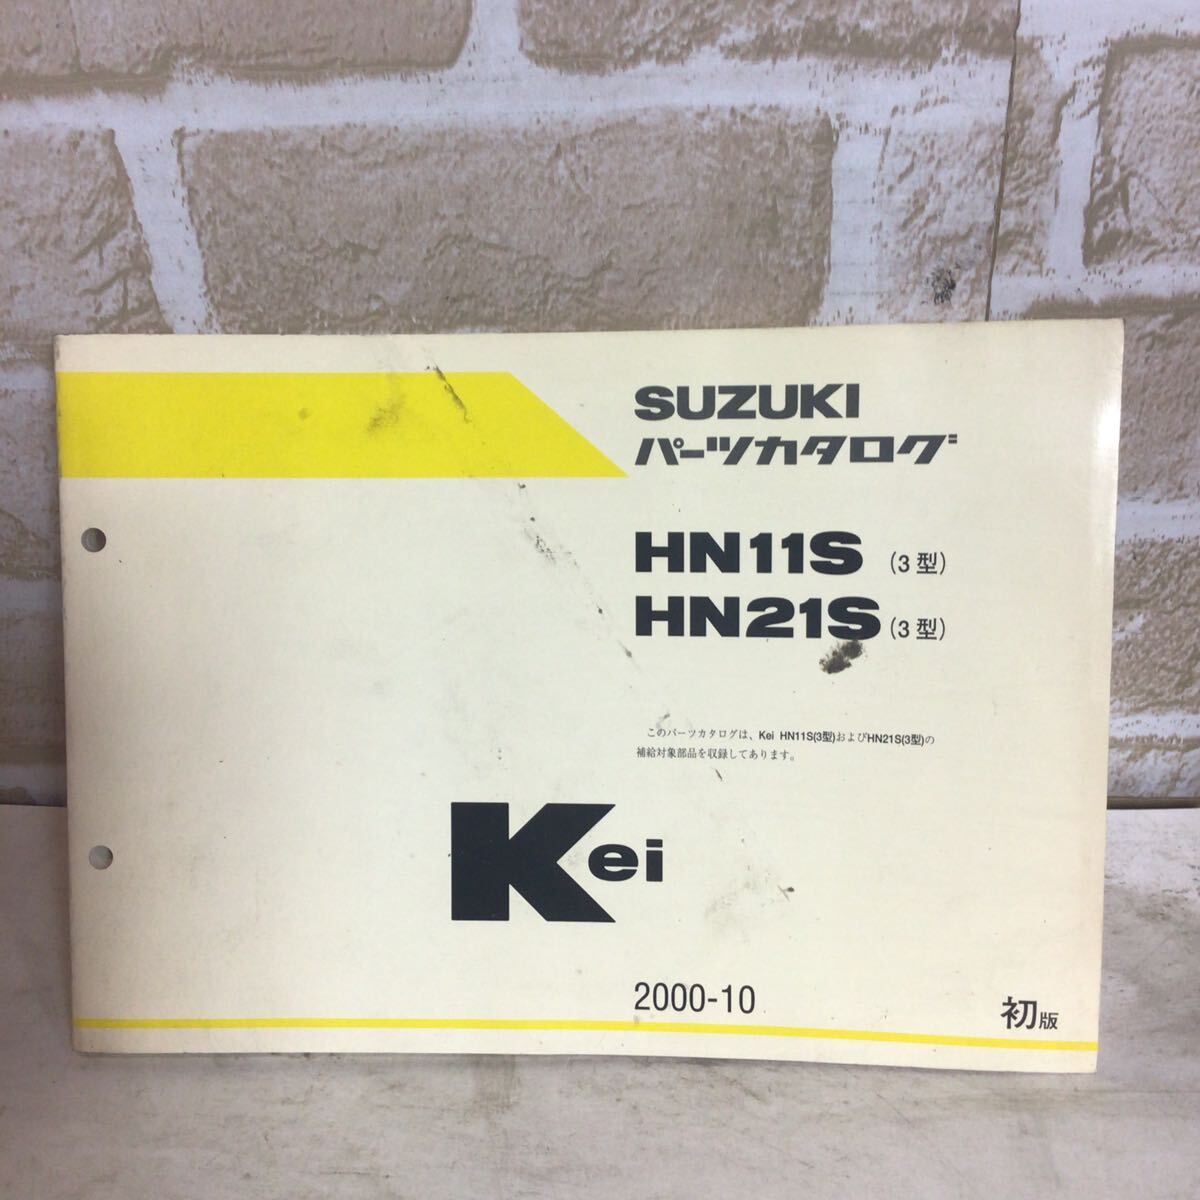 SUZUKI
パーツカタログ
HN11S (3型)
HN21S (3型)
このパーツカタログは、Kei HN11S(3型)およびHN21S(3型)の
補給対象部品を収録してあります。
Kei
2000-10
初版